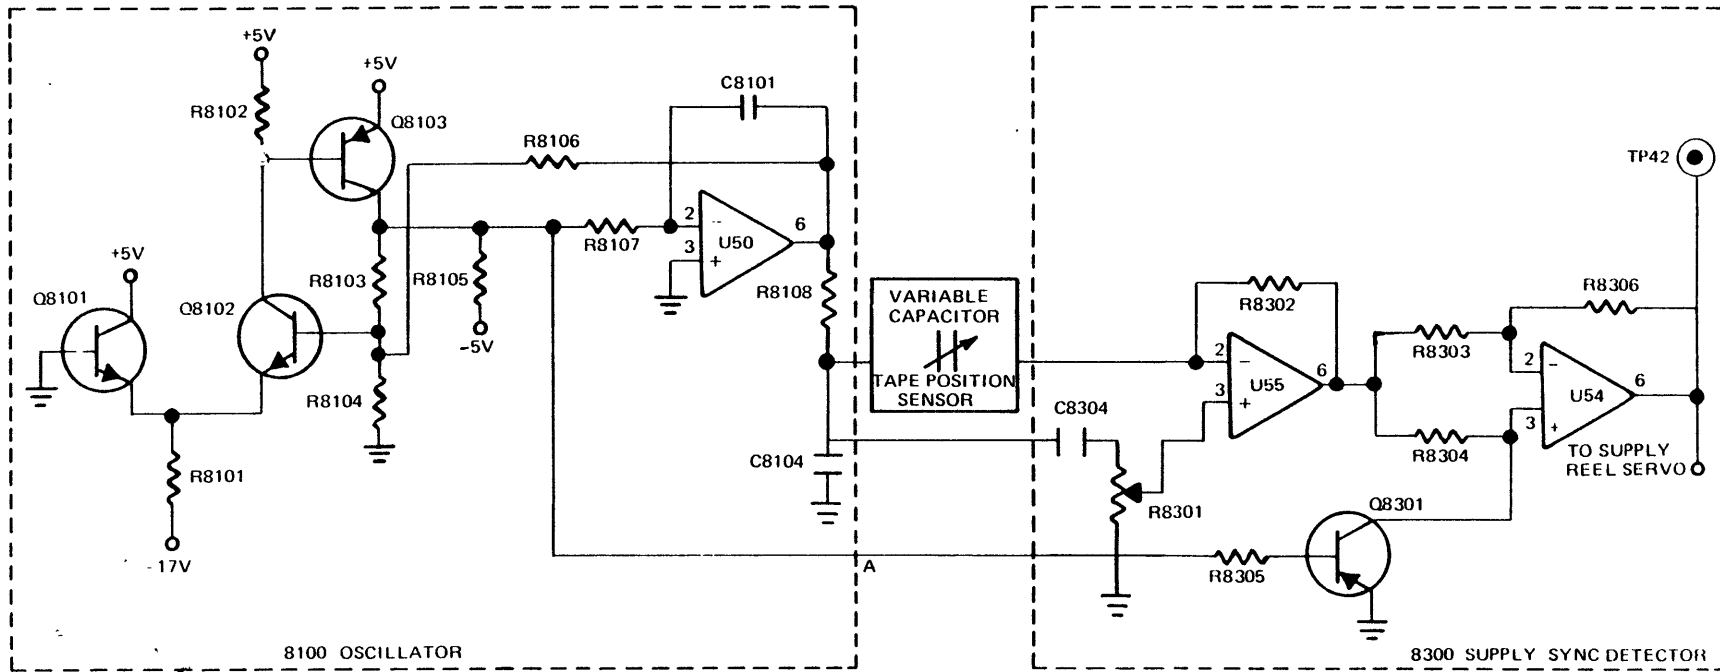 +5V
+5V
R8102
Q8103
C8101
R8106
TP42
2
-
6
U50
3
+
R8107
+5V
R8103
R8105
Q8101
Q8102
R8108
-5V
VARIABLE
CAPACITOR
TAPE POSITION
SENSOR
R8302
R8306
R8303
2
-
6
U55
3
+
2
-
6
U54
3
+
R8104
C8304
R8304
C8104
TO SUPPLY
REEL SERVO
R8101
R8301
Q8301
-17V
A
R8305
8100 OSCILLATOR
8300 SUPPLY SYNC DETECTOR